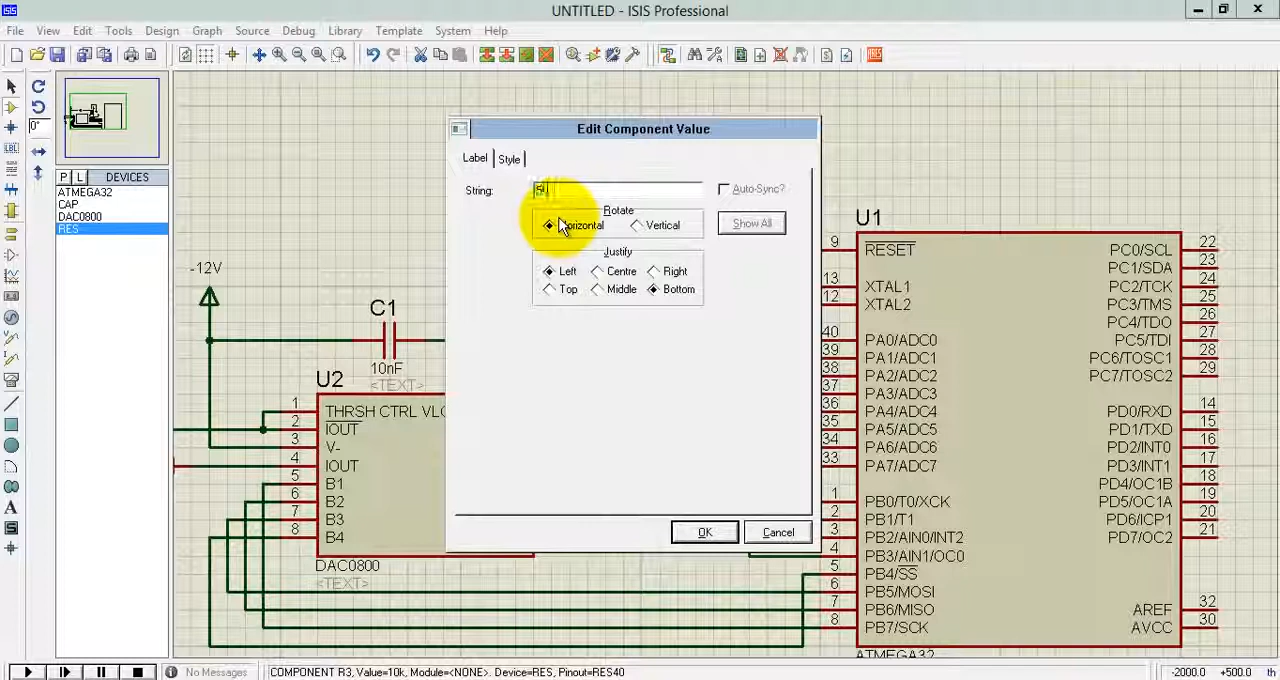 UNTITLED - ISIS Professional
File View Edit Tools Design Graph Source Debug Library Template System Help
0°
P L DEVICES
ATMEGA32
CAP
DAC0800
RES
Edit Component Value
Label Style
String:
Auto-Sync?
Rotate
Horizontal Vertical
Show All
Justify
Left Centre Right
Top Middle Bottom
OK Cancel
-12V
C1
10nF
<TEXT>
U2
1 THRSH CTRL VLC
2 IOUT
3 V-
4 IOUT
5 B1
6 B2
7 B3
8 B4
DAC0800
<TEXT>
U1
9 RESET PC0/SCL 22
PC1/SDA 23
13 XTAL1 PC2/TCK 24
12 XTAL2 PC3/TMS 25
PC4/TDO 26
40 PA0/ADC0 PC5/TDI 27
39 PA1/ADC1 PC6/TOSC1 28
38 PA2/ADC2 PC7/TOSC2 29
37 PA3/ADC3
36 PA4/ADC4 PD0/RXD 14
35 PA5/ADC5 PD1/TXD 15
34 PA6/ADC6 PD2/INT0 16
33 PA7/ADC7 PD3/INT1 17
PD4/OC1B 18
1 PB0/T0/XCK PD5/OC1A 19
2 PB1/T1 PD6/ICP1 20
3 PB2/AIN0/INT2 PD7/OC2 21
4 PB3/AIN1/OC0
5 PB4/SS
6 PB5/MOSI
7 PB6/MISO AREF 32
8 PB7/SCK AVCC 30
ATMEGA32
No Messages COMPONENT R3, Value=10k, Module=<NONE>. Device=RES, Pinout=RES40 -2000.0 +500.0 th